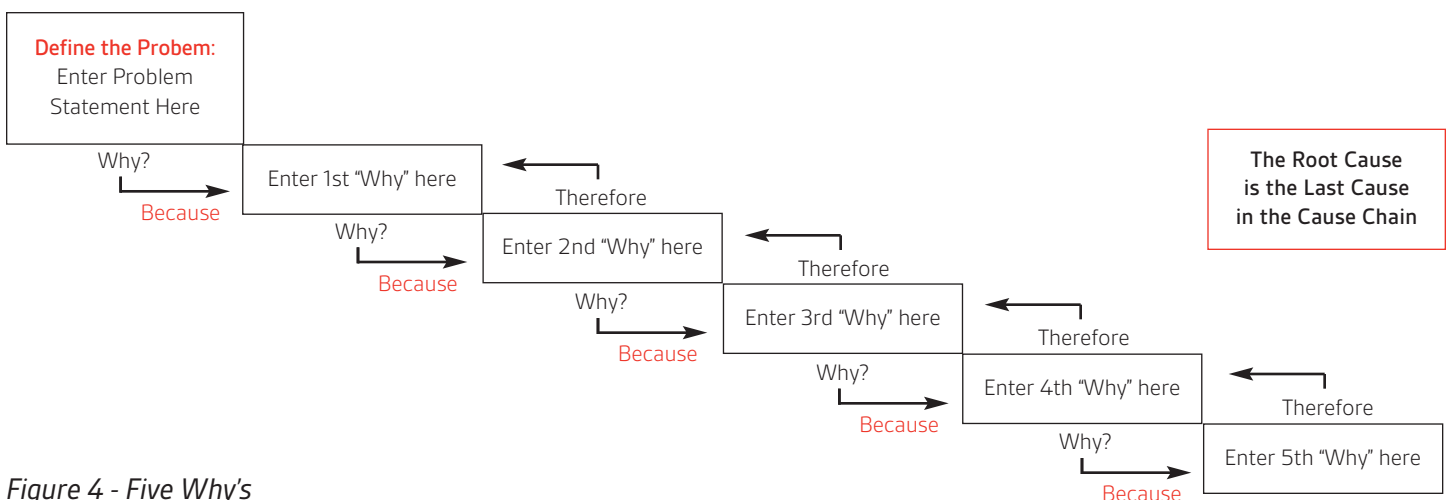 Define the Probem:
Enter Problem
Statement Here
Why?
Because
Enter 1st “Why” here
Therefore
Why?
Because
Enter 2nd “Why” here
Therefore
Why?
Because
Enter 3rd “Why” here
Therefore
Why?
Because
Enter 4th “Why” here
Therefore
Why?
Because
Enter 5th “Why” here
The Root Cause
is the Last Cause
in the Cause Chain
Figure 4 - Five Why's